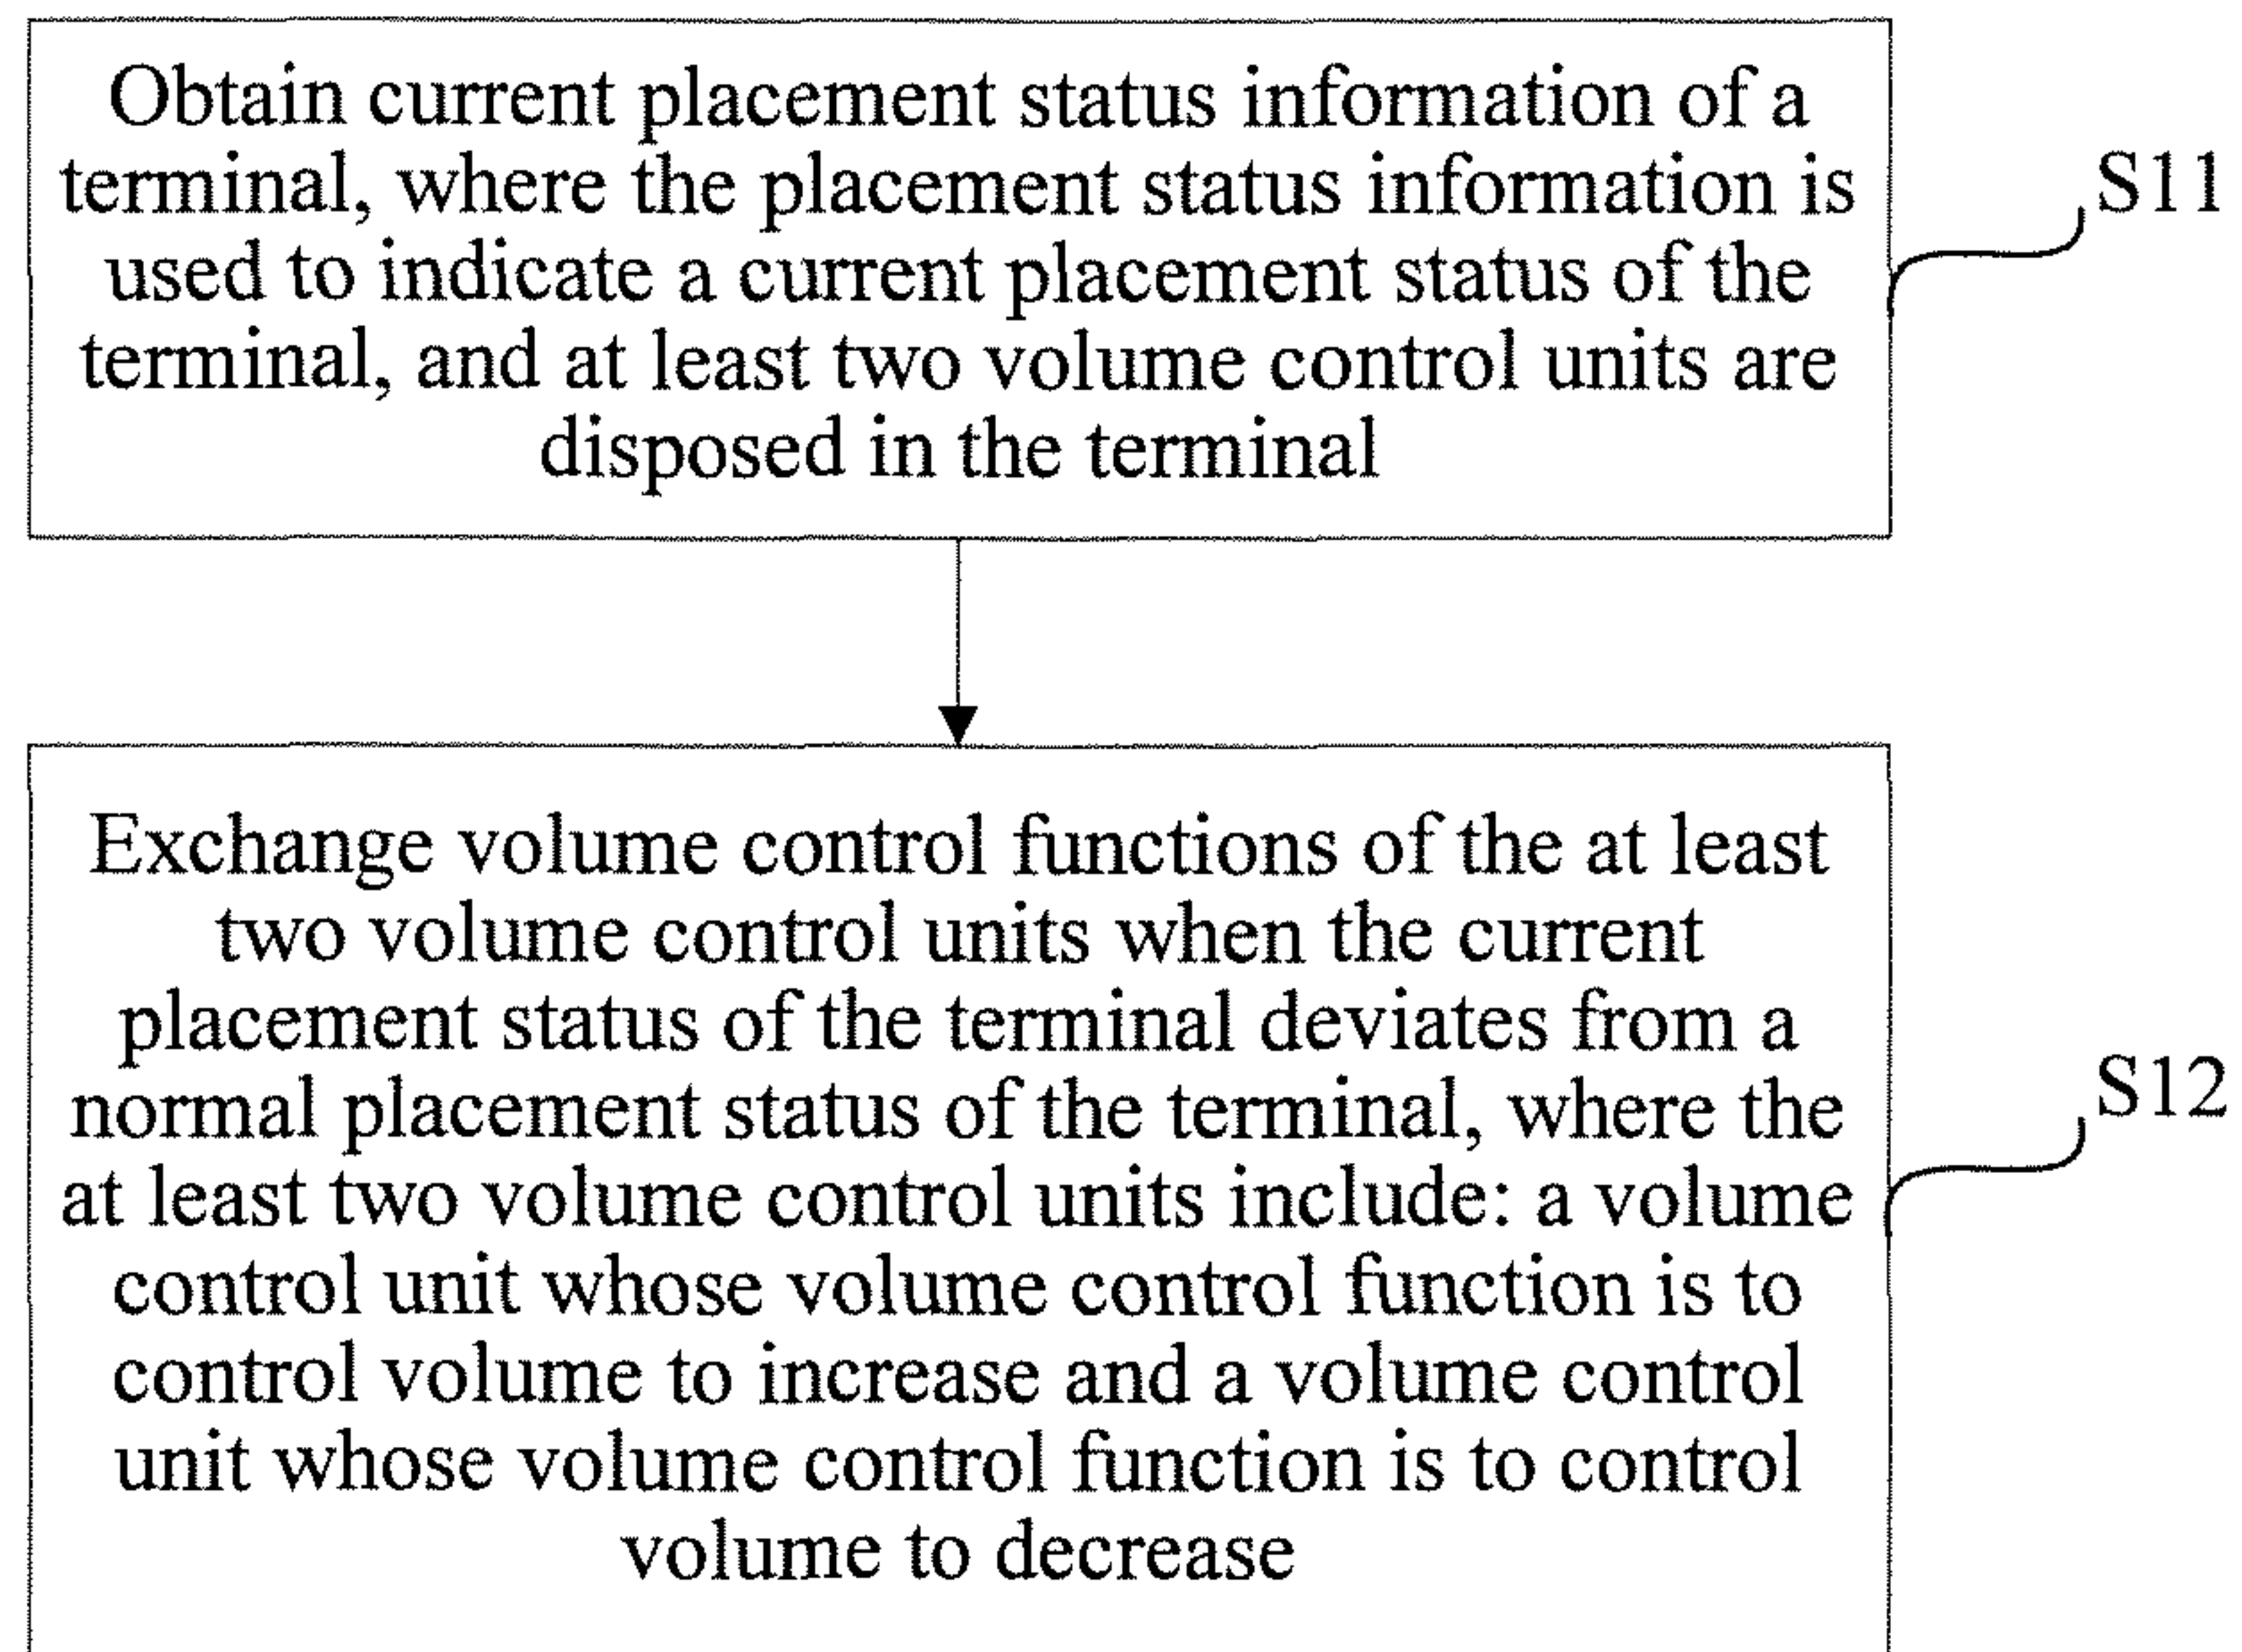 Obtain current placement status information of a
terminal, where the placement status information is
used to indicate a current placement status of the
terminal, and at least two volume control units are
disposed in the terminal
S11
Exchange volume control functions of the at least
two volume control units when the current
placement status of the terminal deviates from a
normal placement status of the terminal, where the
at least two volume control units include: a volume
control unit whose volume control function is to
control volume to increase and a volume control
unit whose volume control function is to control
volume to decrease
S12